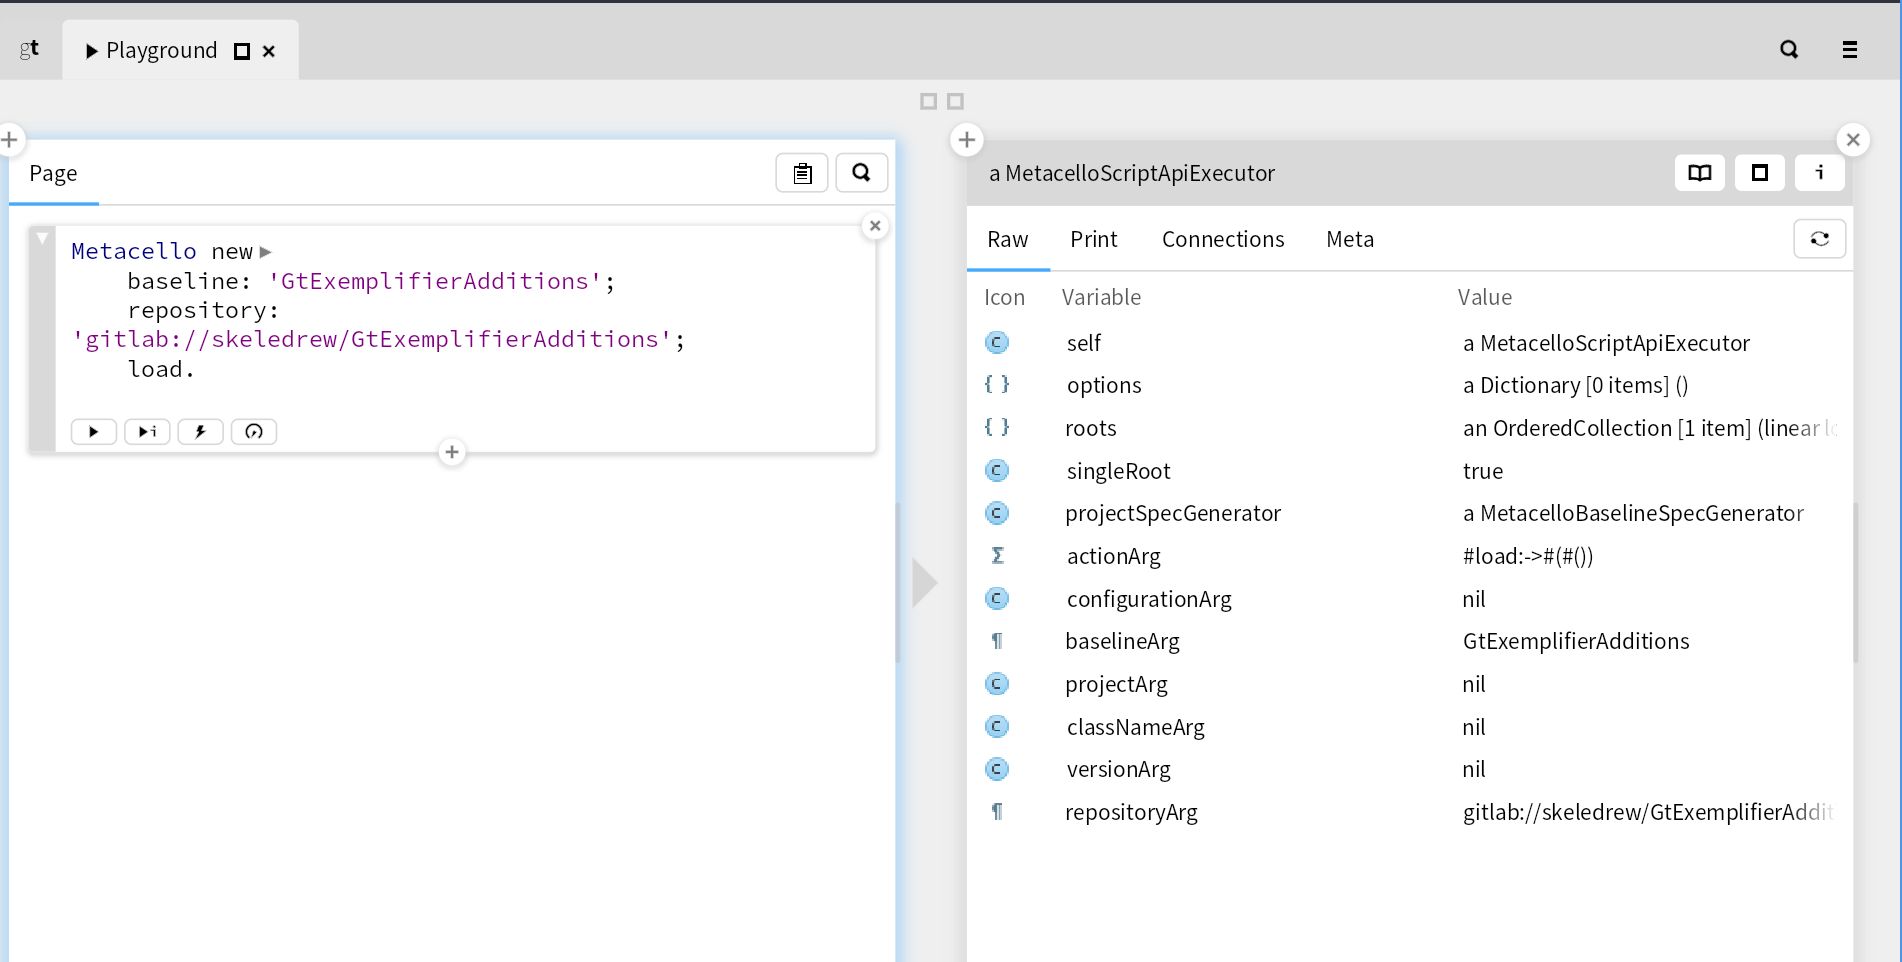 gt
Playground
Page
Metacello new
baseline: 'GtExemplifierAdditions';
repository:
'gitlab://skeledrew/GtExemplifierAdditions';
load.
i
a MetacelloScriptApiExecutor
i
Raw Print Connections Meta
Icon Variable Value
C self a MetacelloScriptApiExecutor
{ } options a Dictionary [0 items] ()
{ } roots an OrderedCollection [1 item] (linear
C singleRoot true
C projectSpecGenerator a MetacelloBaselineSpecGenerator
Σ actionArg #load:->#(#())
C configurationArg nil
¶ baselineArg GtExemplifierAdditions
C projectArg nil
C classNameArg nil
C versionArg nil
¶ repositoryArg gitlab://skeledrew/GtExemplifierAddit